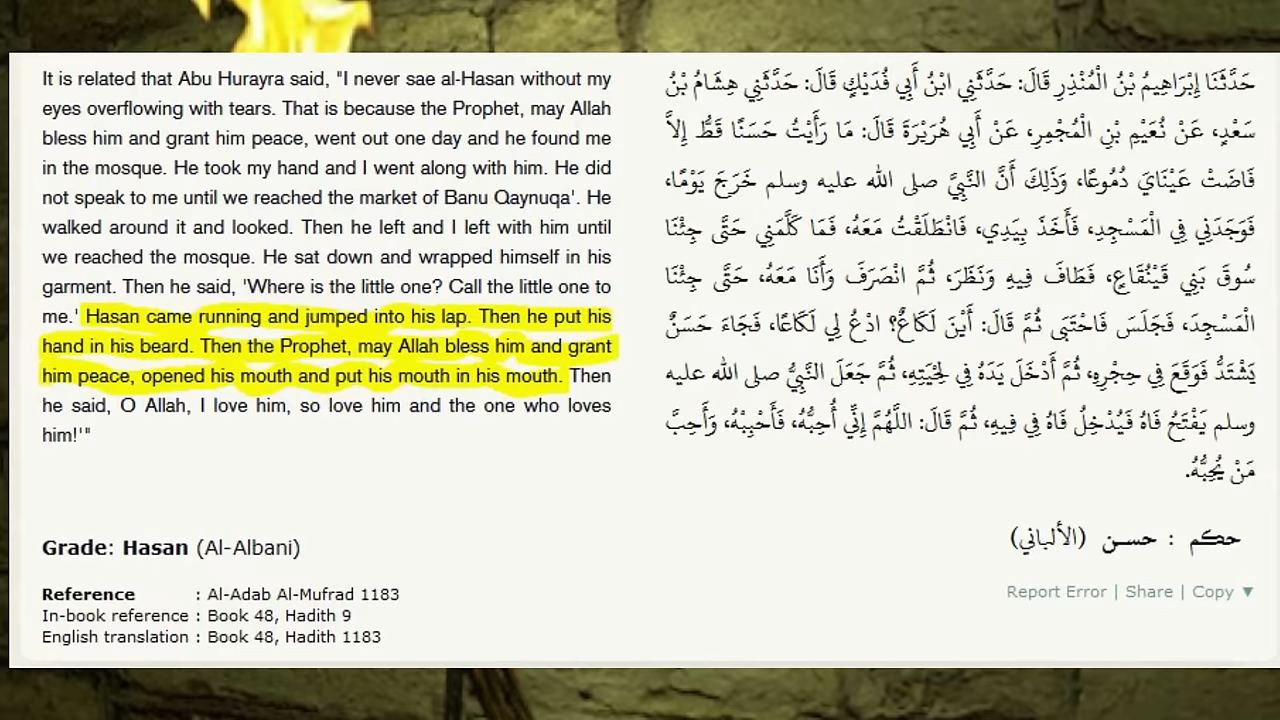 It is related that Abu Hurayra said, "I never sae al-Hasan without my
eyes overflowing with tears. That is because the Prophet, may Allah
bless him and grant him peace, went out one day and he found me
in the mosque. He took my hand and I went along with him. He did
not speak to me until we reached the market of Banu Qaynuqa'. He
walked around it and looked. Then he left and I left with him until
we reached the mosque. He sat down and wrapped himself in his
garment. Then he said, 'Where is the little one? Call the little one to
me.' Hasan came running and jumped into his lap. Then he put his
hand in his beard. Then the Prophet, may Allah bless him and grant
him peace, opened his mouth and put his mouth in his mouth. Then
he said, O Allah, I love him, so love him and the one who loves
him!'"
حَدَّثَنَا إِبْرَاهِيمُ بْنُ الْمُنْذِرِ قَالَ: حَدَّثَنِي ابْنُ أَبِي فُدَيْكٍ قَالَ: حَدَّثَنِي هِشَامُ بْنُ
سَعْدٍ، عَنْ نُعَيْمِ بْنِ الْمُجْمِرِ، عَنْ أَبِي هُرَيْرَةَ قَالَ: مَا رَأَيْتُ حَسَنًا قَطُّ إِلاَّ
فَاضَتْ عَيْنَايَ دُمُوعًا، وَذَلِكَ أَنَّ النَّبِيَّ صلى الله عليه وسلم خَرَجَ يَوْمًا،
فَوَجَدَنِي فِي الْمَسْجِدِ، فَأَخَذَ بِيَدِي، فَانْطَلَقْتُ مَعَهُ، فَمَا كَلَّمَنِي حَتَّى جِئْنَا
سُوقَ بَنِي قَيْنُقَاعٍ، فَطَافَ فِيهِ وَنَظَرَ، ثُمَّ انْصَرَفَ وَأَنَا مَعَهُ، حَتَّى جِئْنَا
الْمَسْجِدَ، فَجَلَسَ فَاحْتَبَى ثُمَّ قَالَ: أَيْنَ لَكَاعٌ؟ ادْعُ لِي لَكَاعًا، فَجَاءَ حَسَنٌ
يَشْتَدُّ فَوَقَعَ فِي حِجْرِهِ، ثُمَّ أَدْخَلَ يَدَهُ فِي لِحْيَتِهِ، ثُمَّ جَعَلَ النَّبِيُّ صلى الله عليه
وسلم يَفْتَحُ فَاهُ فَيُدْخِلُ فَاهُ فِي فِيهِ، ثُمَّ قَالَ: اللَّهُمَّ إِنِّي أُحِبُّهُ، فَأَحْبِبْهُ، وَأَحِبَّ
مَنْ يُحِبُّهُ.
Grade: Hasan (Al-Albani)
حكم : حسن (الألباني)
Reference : Al-Adab Al-Mufrad 1183
In-book reference : Book 48, Hadith 9
English translation : Book 48, Hadith 1183
Report Error | Share | Copy ▼